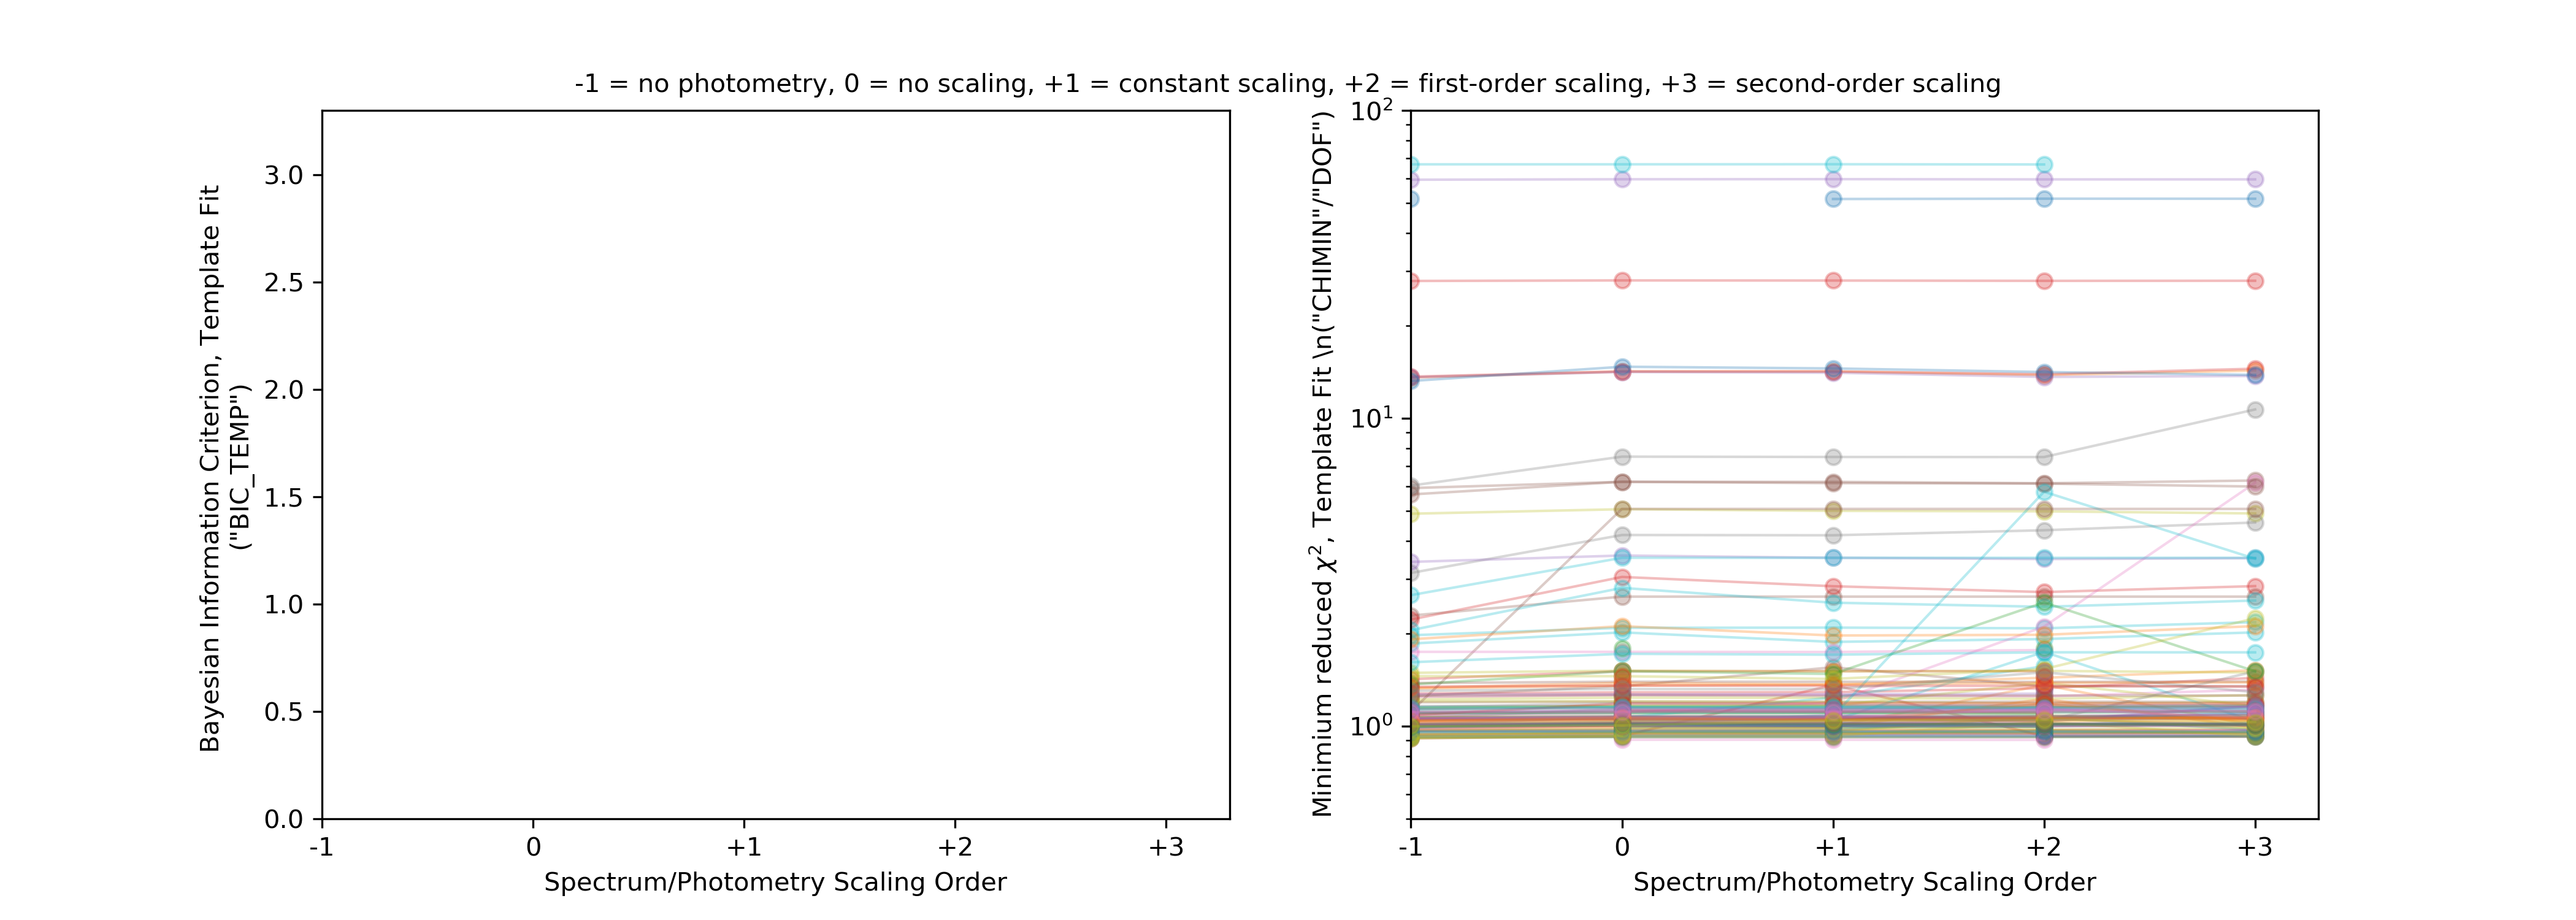 -1 = no photometry, 0 = no scaling, +1 = constant scaling, +2 = first-order scaling, +3 = second-order scaling
Bayesian Information Criterion, Template Fit
("BIC_TEMP")
3.0
2.5
2.0
1.5
1.0
0.5
0.0
-1 0 +1 +2 +3
Spectrum/Photometry Scaling Order
Minimium reduced χ², Template Fit \n("CHIMIN"/"DOF")
10²
10¹
10⁰
-1 0 +1 +2 +3
Spectrum/Photometry Scaling Order